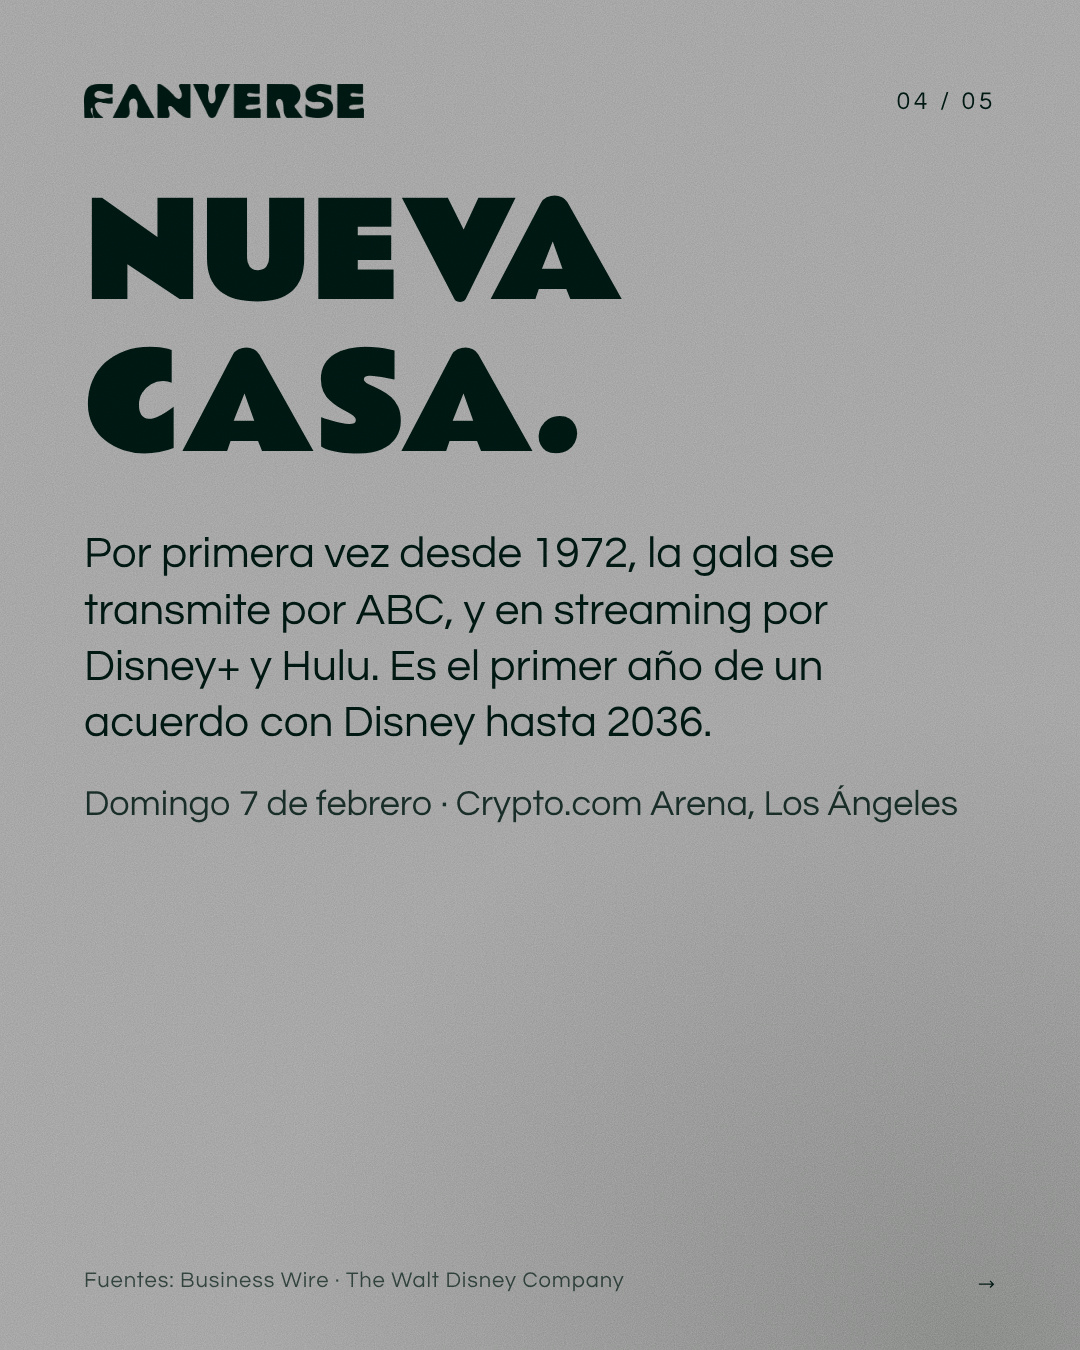 FANVERSE
04 / 05
NUEVA
CASA.
Por primera vez desde 1972, la gala se
transmite por ABC, y en streaming por
Disney+ y Hulu. Es el primer año de un
acuerdo con Disney hasta 2036.
Domingo 7 de febrero · Crypto.com Arena, Los Ángeles
Fuentes: Business Wire · The Walt Disney Company
→